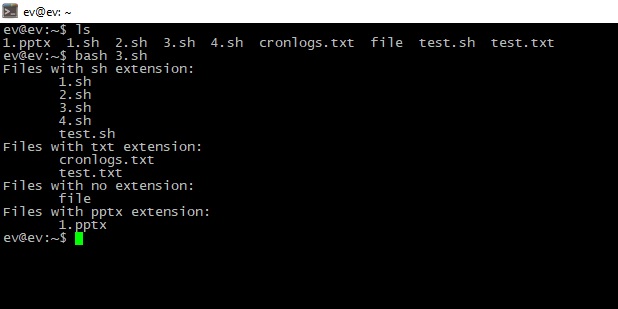 ev@ev: ~
ev@ev:~$ ls
1.pptx  1.sh  2.sh  3.sh  4.sh  cronlogs.txt  file  test.sh  test.txt
ev@ev:~$ bash 3.sh
Files with sh extension:
        1.sh
        2.sh
        3.sh
        4.sh
        test.sh
Files with txt extension:
        cronlogs.txt
        test.txt
Files with no extension:
        file
Files with pptx extension:
        1.pptx
ev@ev:~$